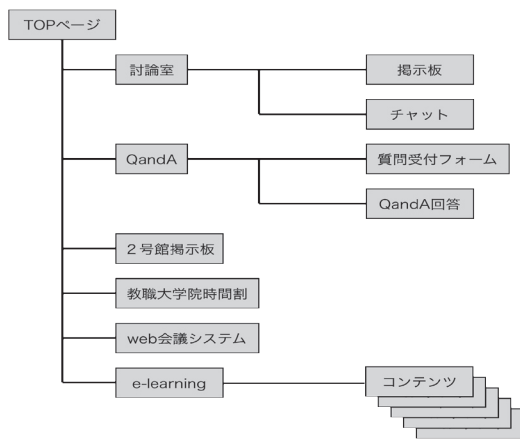 TOPページ
討論室
掲示板
チャット
QandA
質問受付フォーム
QandA回答
２号館掲示板
教職大学院時間割
web会議システム
e-learning
コンテンツ